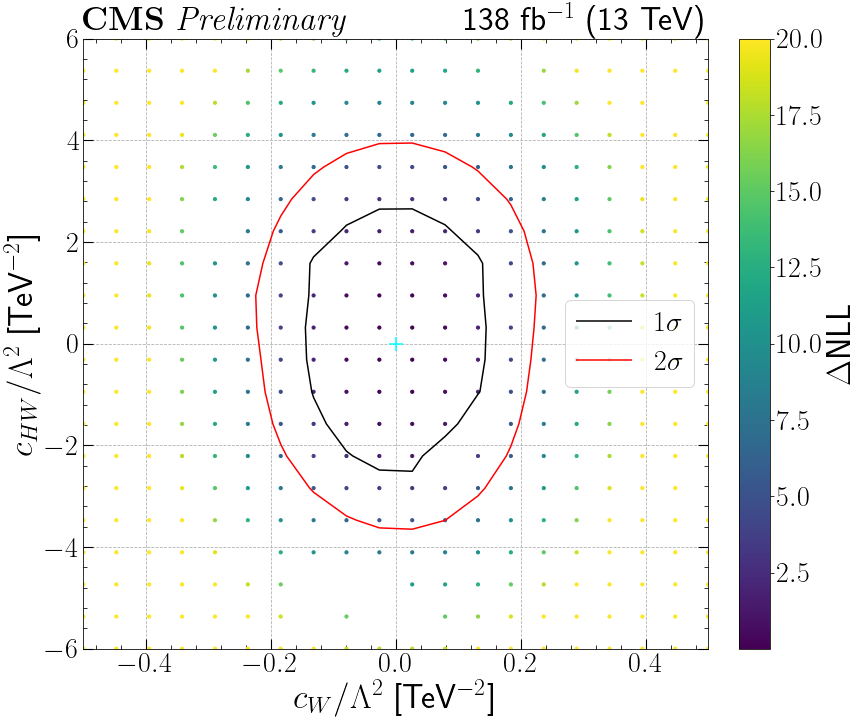 CMS Preliminary 138 fb⁻¹ (13 TeV)
6
4
2
0
−2
−4
−6
c_{HW}/Λ² [TeV⁻²]
−0.4 −0.2 0.0 0.2 0.4
c_W/Λ² [TeV⁻²]
1σ
2σ
20.0
17.5
15.0
12.5
10.0
7.5
5.0
2.5
ΔNLL